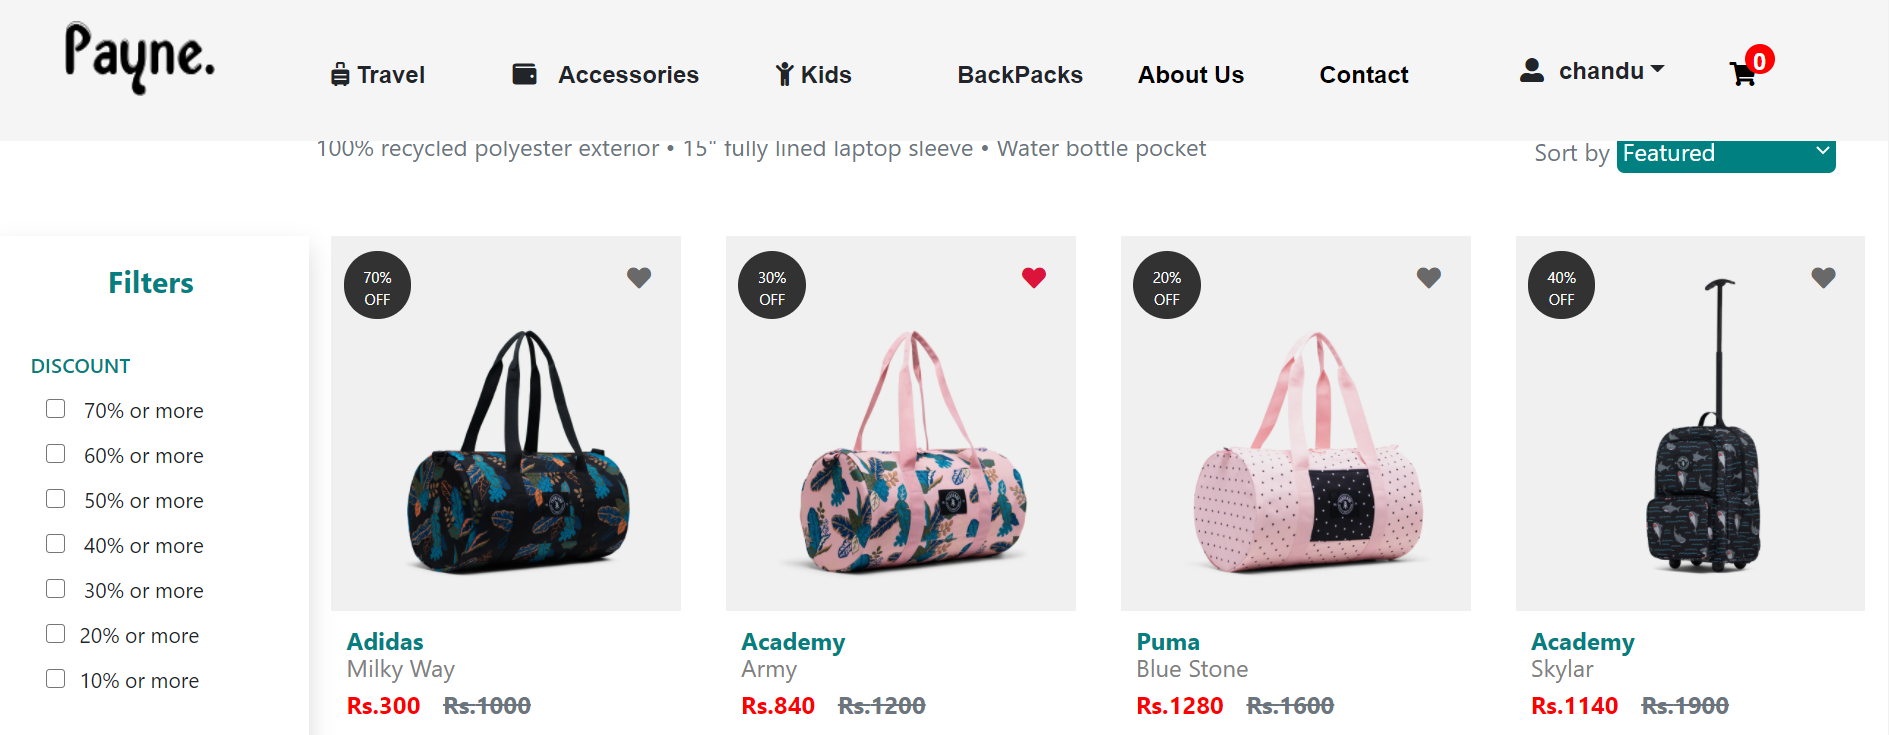 Payne.
Travel
Accessories
Kids
BackPacks
About Us
Contact
chandu
0
100% recycled polyester exterior • 15" fully lined laptop sleeve • Water bottle pocket
Sort by Featured
Filters
DISCOUNT
70% or more
60% or more
50% or more
40% or more
30% or more
20% or more
10% or more
70%
OFF
Adidas
Milky Way
Rs.300 Rs.1000
30%
OFF
Academy
Army
Rs.840 Rs.1200
20%
OFF
Puma
Blue Stone
Rs.1280 Rs.1600
40%
OFF
Academy
Skylar
Rs.1140 Rs.1900